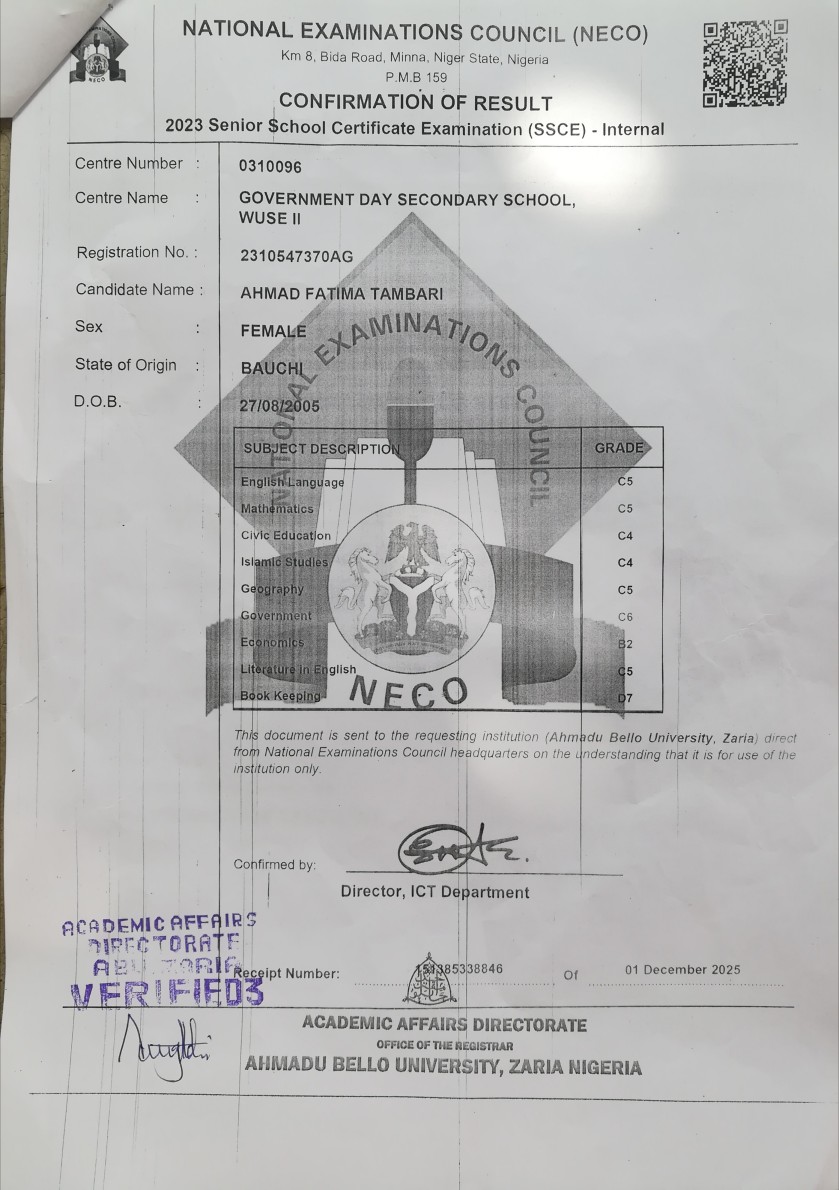 NATIONAL EXAMINATIONS COUNCIL (NECO)
Km 8, Bida Road, Minna, Niger State, Nigeria
P.M.B 159
CONFIRMATION OF RESULT
2023 Senior School Certificate Examination (SSCE) - Internal
NECO
Centre Number : 0310096
Centre Name : GOVERNMENT DAY SECONDARY SCHOOL,
WUSE II
Registration No. : 2310547370AG
Candidate Name : AHMAD FATIMA TAMBARI
Sex : FEMALE
State of Origin : BAUCHI
D.O.B. : 27/08/2005
NATIONAL EXAMINATIONS COUNCIL
SUBJECT DESCRIPTION GRADE
English Language C5
Mathematics C5
Civic Education C4
Islamic Studies C4
Geography C5
Government C6
Economics B2
Literature in English C5
Book Keeping D7
NECO
This document is sent to the requesting institution (Ahmadu Bello University, Zaria) direct
from National Examinations Council headquarters on the understanding that it is for use of the
institution only.
Confirmed by:
Director, ICT Department
ACADEMIC AFFAIRS
DIRECTORATE
ABU ZARIA
VERIFIED3
Receipt Number: 151385338846 Of 01 December 2025
ACADEMIC AFFAIRS DIRECTORATE
OFFICE OF THE REGISTRAR
AHMADU BELLO UNIVERSITY, ZARIA NIGERIA